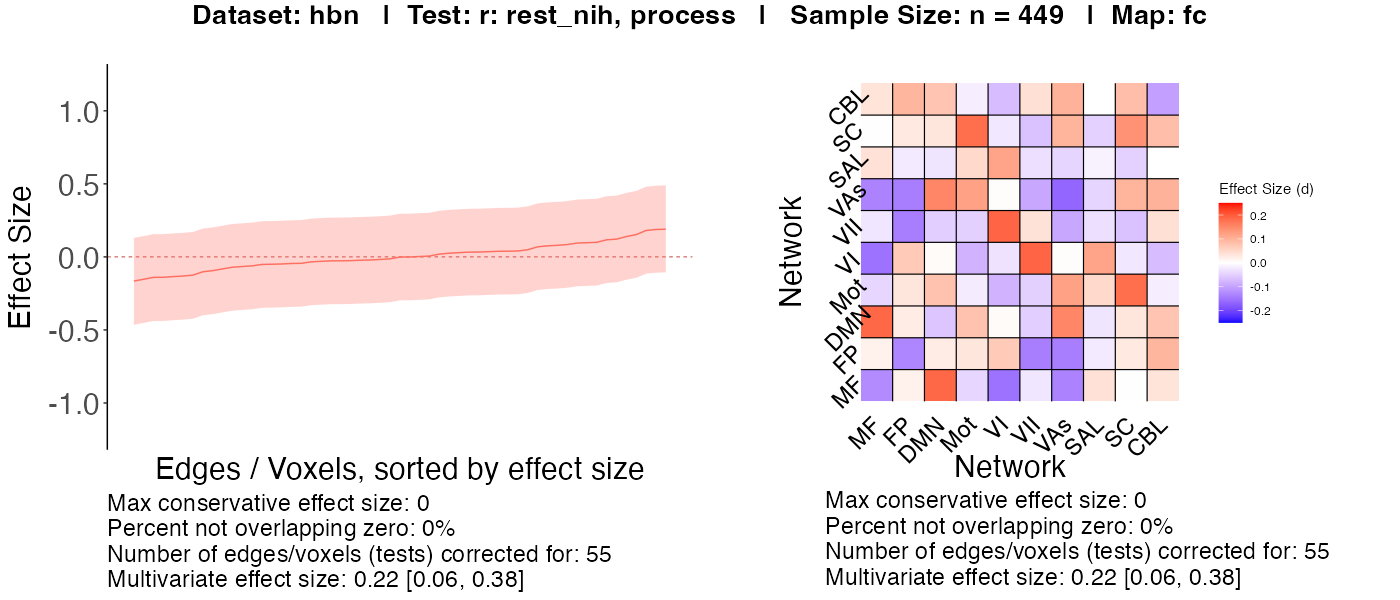 Dataset: hbn | Test: r: rest_nih, process | Sample Size: n = 449 | Map: fc
Effect Size
1.0
0.5
0.0
-0.5
-1.0
Edges / Voxels, sorted by effect size
Max conservative effect size: 0
Percent not overlapping zero: 0%
Number of edges/voxels (tests) corrected for: 55
Multivariate effect size: 0.22 [0.06, 0.38]
Network
CBL
SC
SAL
VAs
VII
VI
Mot
DMN
FP
MF
MF
FP
DMN
Mot
VI
VII
VAs
SAL
SC
CBL
Network
Effect Size (d)
0.2
0.1
0.0
-0.1
-0.2
Max conservative effect size: 0
Percent not overlapping zero: 0%
Number of edges/voxels (tests) corrected for: 55
Multivariate effect size: 0.22 [0.06, 0.38]